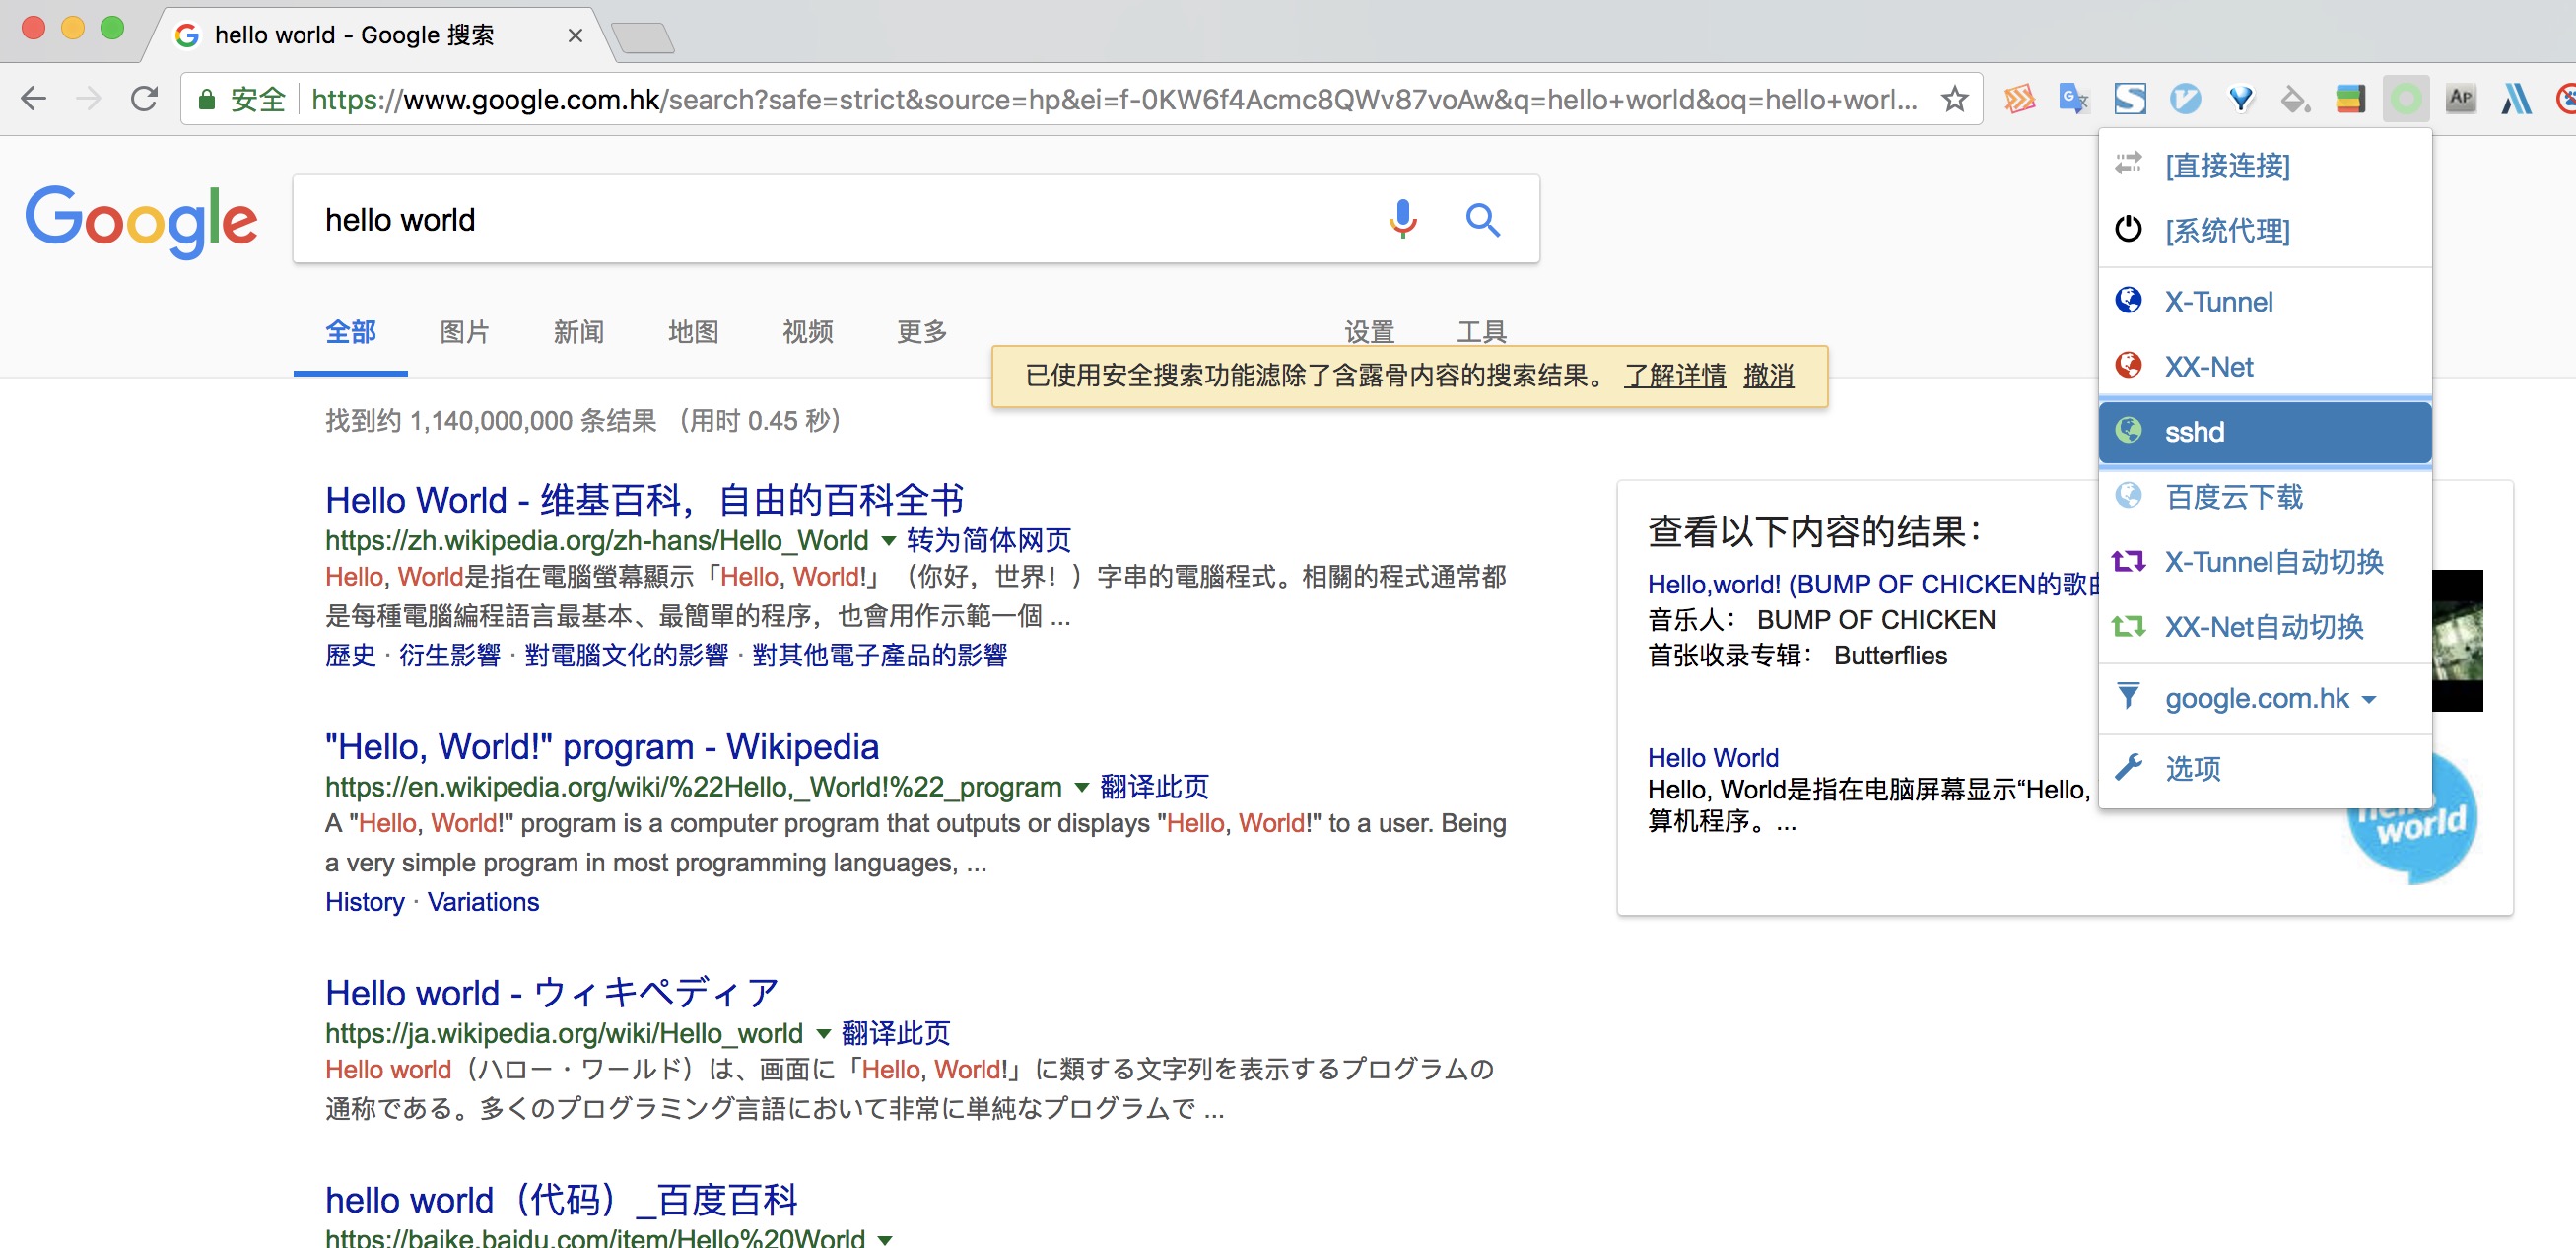 hello world - Google 搜索
安全 https://www.google.com.hk/search?safe=strict&source=hp&ei=f-0KW6f4Acmc8QWv87voAw&q=hello+world&oq=hello+worl...
AP
Google
hello world
全部 图片 新闻 地图 视频 更多 设置 工具
已使用安全搜索功能滤除了含露骨内容的搜索结果。 了解详情 撤消
找到约 1,140,000,000 条结果 （用时 0.45 秒）
Hello World - 维基百科，自由的百科全书
https://zh.wikipedia.org/zh-hans/Hello_World 转为简体网页
Hello, World是指在電腦螢幕顯示「Hello, World!」（你好，世界！）字串的電腦程式。相關的程式通常都
是每種電腦編程語言最基本、最簡單的程序，也會用作示範一個 ...
歷史 · 衍生影響 · 對電腦文化的影響 · 對其他電子產品的影響
"Hello, World!" program - Wikipedia
https://en.wikipedia.org/wiki/%22Hello,_World!%22_program 翻译此页
A "Hello, World!" program is a computer program that outputs or displays "Hello, World!" to a user. Being
a very simple program in most programming languages, ...
History · Variations
Hello world - ウィキペディア
https://ja.wikipedia.org/wiki/Hello_world 翻译此页
Hello world（ハロー・ワールド）は、画面に「Hello, World!」に類する文字列を表示するプログラムの
通称である。多くのプログラミング言語において非常に単純なプログラムで ...
hello world（代码）_百度百科
https://baike.baidu.com/item/Hello%20World
查看以下内容的结果：
Hello,world! (BUMP OF CHICKEN的歌曲
音乐人： BUMP OF CHICKEN
首张收录专辑： Butterflies
Hello World
Hello, World是指在电脑屏幕显示“Hello,
算机程序。...
hello
world
[直接连接]
[系统代理]
X-Tunnel
XX-Net
sshd
百度云下载
X-Tunnel自动切换
XX-Net自动切换
google.com.hk
选项